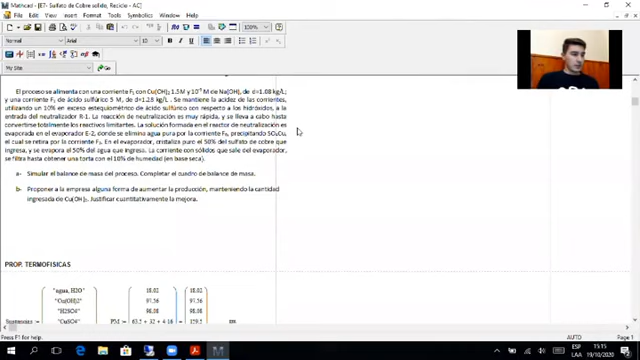 Mathcad - [E7- Sulfato de Cobre solido, Reciclo - AC]
File Edit View Insert Format Tools Symbolics Window Help
100%
Normal Arial 10 B I U
My Site Go
El proceso se alimenta con una corriente F₁ con Cu(OH)₂ 1.5M y 10⁻⁵ M de Na(OH), de d=1.08 kg/L;
y una corriente F₂ de ácido sulfúrico 5 M, de d=1.28 kg/L . Se mantiene la acidez de las corrientes,
utilizando un 10% en exceso estequiométrico de ácido sulfúrico con respecto a los hidróxidos, a la
entrada del neutralizador R-1. La reacción de neutralización es muy rápida, y se lleva a cabo hasta
convertirse totalmente los reactivos limitantes. La solución formada en el reactor de neutralización es
evaporada en el evaporador E-2, donde se elimina agua pura por la corriente F₆, precipitando SO₄Cu,
el cual se retira por la corriente F₅. En el evaporador, cristaliza puro el 50% del sulfato de cobre que
ingresa, y se evapora el 50% del agua que ingresa. La corriente con sólidos que sale del evaporador,
se filtra hasta obtener una torta con el 10% de humedad (en base seca).
a- Simular el balance de masa del proceso. Completar el cuadro de balance de masa.
b- Proponer a la empresa alguna forma de aumentar la producción, manteniendo la cantidad
ingresada de Cu(OH)₂. Justificar cuantitativamente la mejora.
PROP. TERMOFISICAS
"agua, H2O" 18.02 18.02
"Cu(OH)2" 97.56 97.56
"H2SO4" 98.08 98.08
Sustancias := "CuSO4" PM := 63.5 + 32 + 4·16 = 159.5 gm
Press F1 for help. AUTO Page 1
ESP 15:15
LAA 19/10/2020